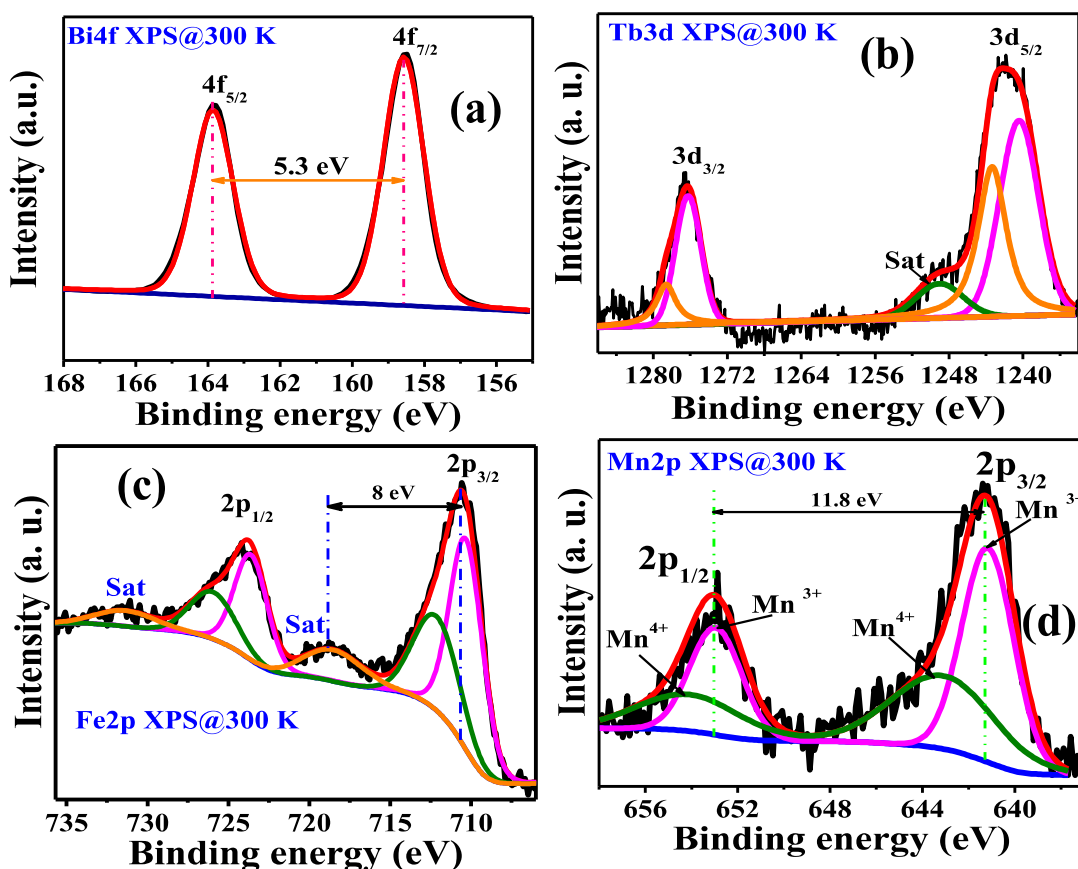 Bi4f XPS@300 K
4f7/2
4f5/2
(a)
5.3 eV
Intensity (a.u.)
168 166 164 162 160 158 156
Binding energy (eV)
Tb3d XPS@300 K
3d5/2
(b)
3d3/2
Sat
Intensity (a. u.)
1280 1272 1264 1256 1248 1240
Binding energy (eV)
(c)
2p3/2
8 eV
2p1/2
Sat
Sat
Fe2p XPS@300 K
Intensity (a. u.)
735 730 725 720 715 710
Binding energy (eV)
Mn2p XPS@300 K
2p3/2
11.8 eV
Mn 3+
2p1/2
Mn 3+
Mn4+
Mn4+
(d)
Intensity (a. u.)
656 652 648 644 640
Binding energy (eV)